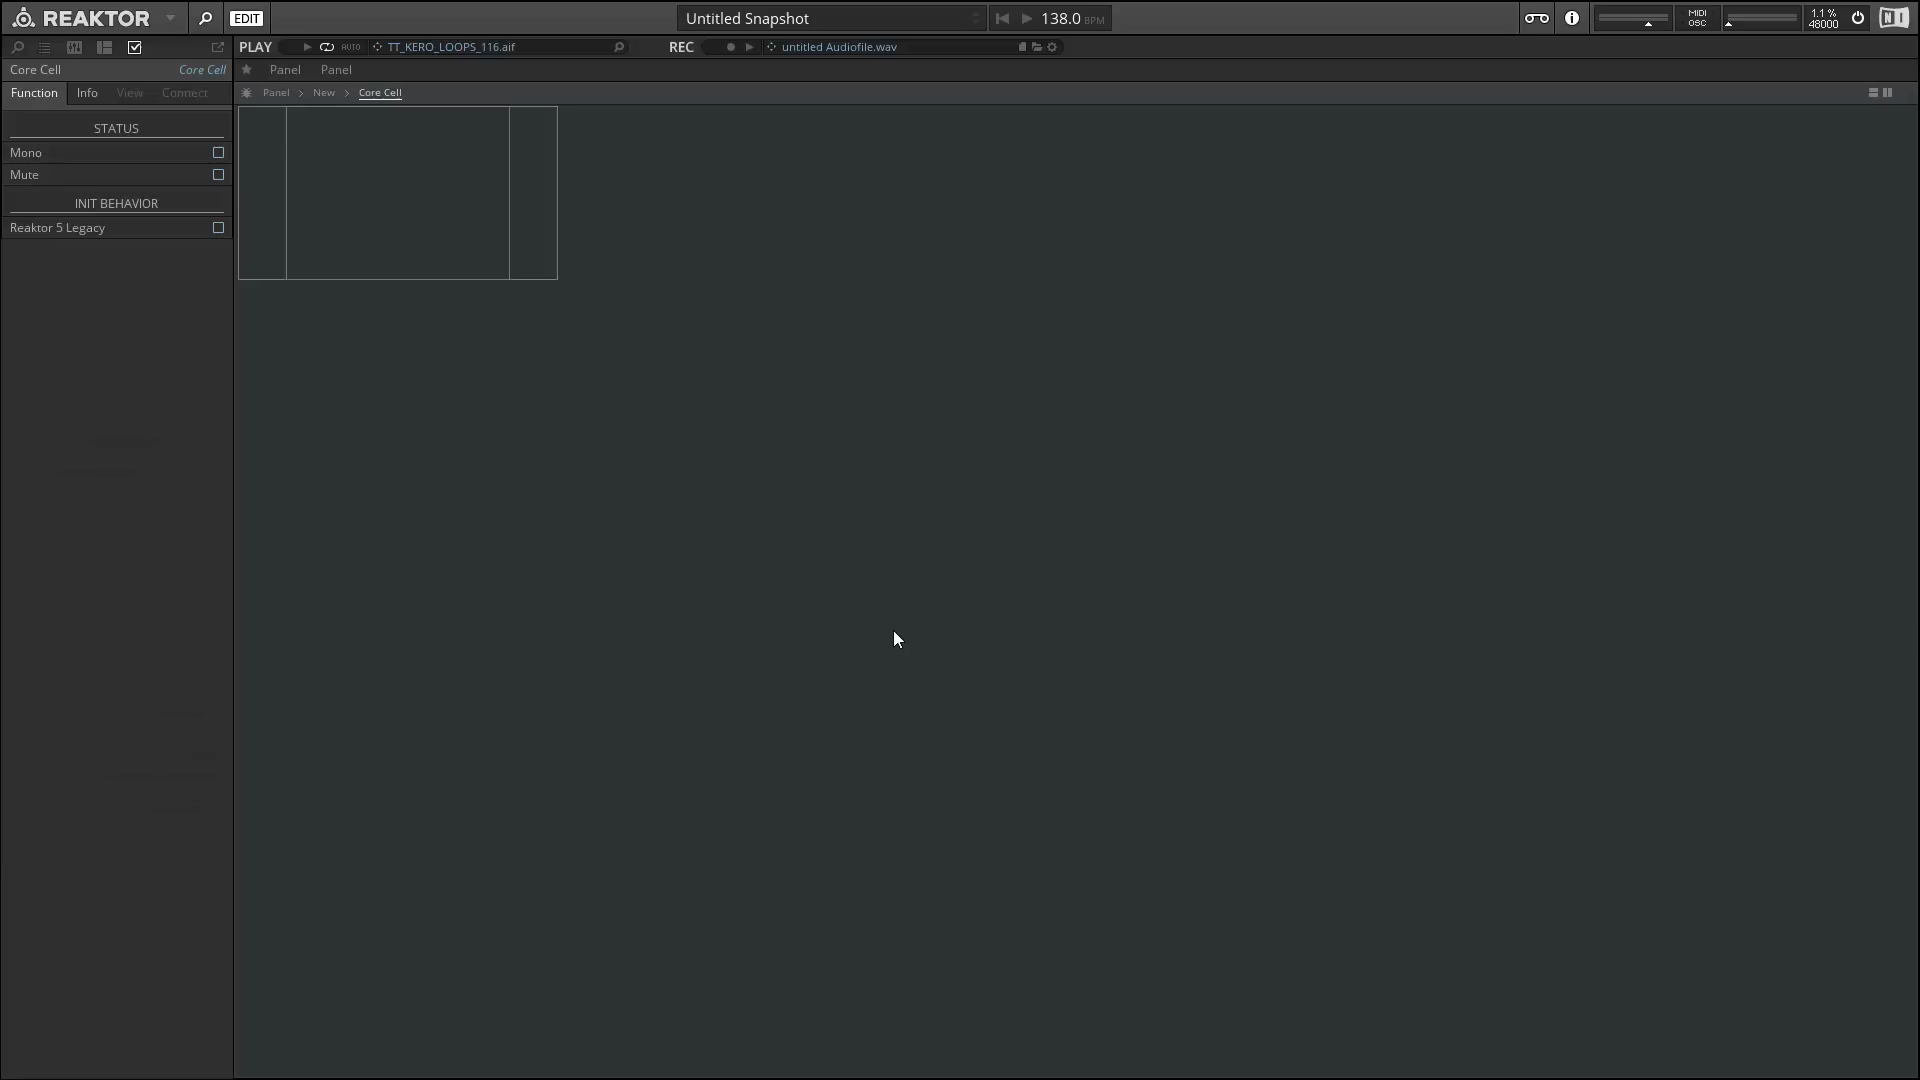 REAKTOR EDIT Untitled Snapshot 138.0 BPM MIDI OSC 1.1 % 48000 NI
PLAY AUTO TT_KERO_LOOPS_116.aif REC untitled Audiofile.wav
Core Cell Core Cell Panel Panel
Function Info View Connect Panel > New > Core Cell
STATUS
Mono
Mute
INIT BEHAVIOR
Reaktor 5 Legacy